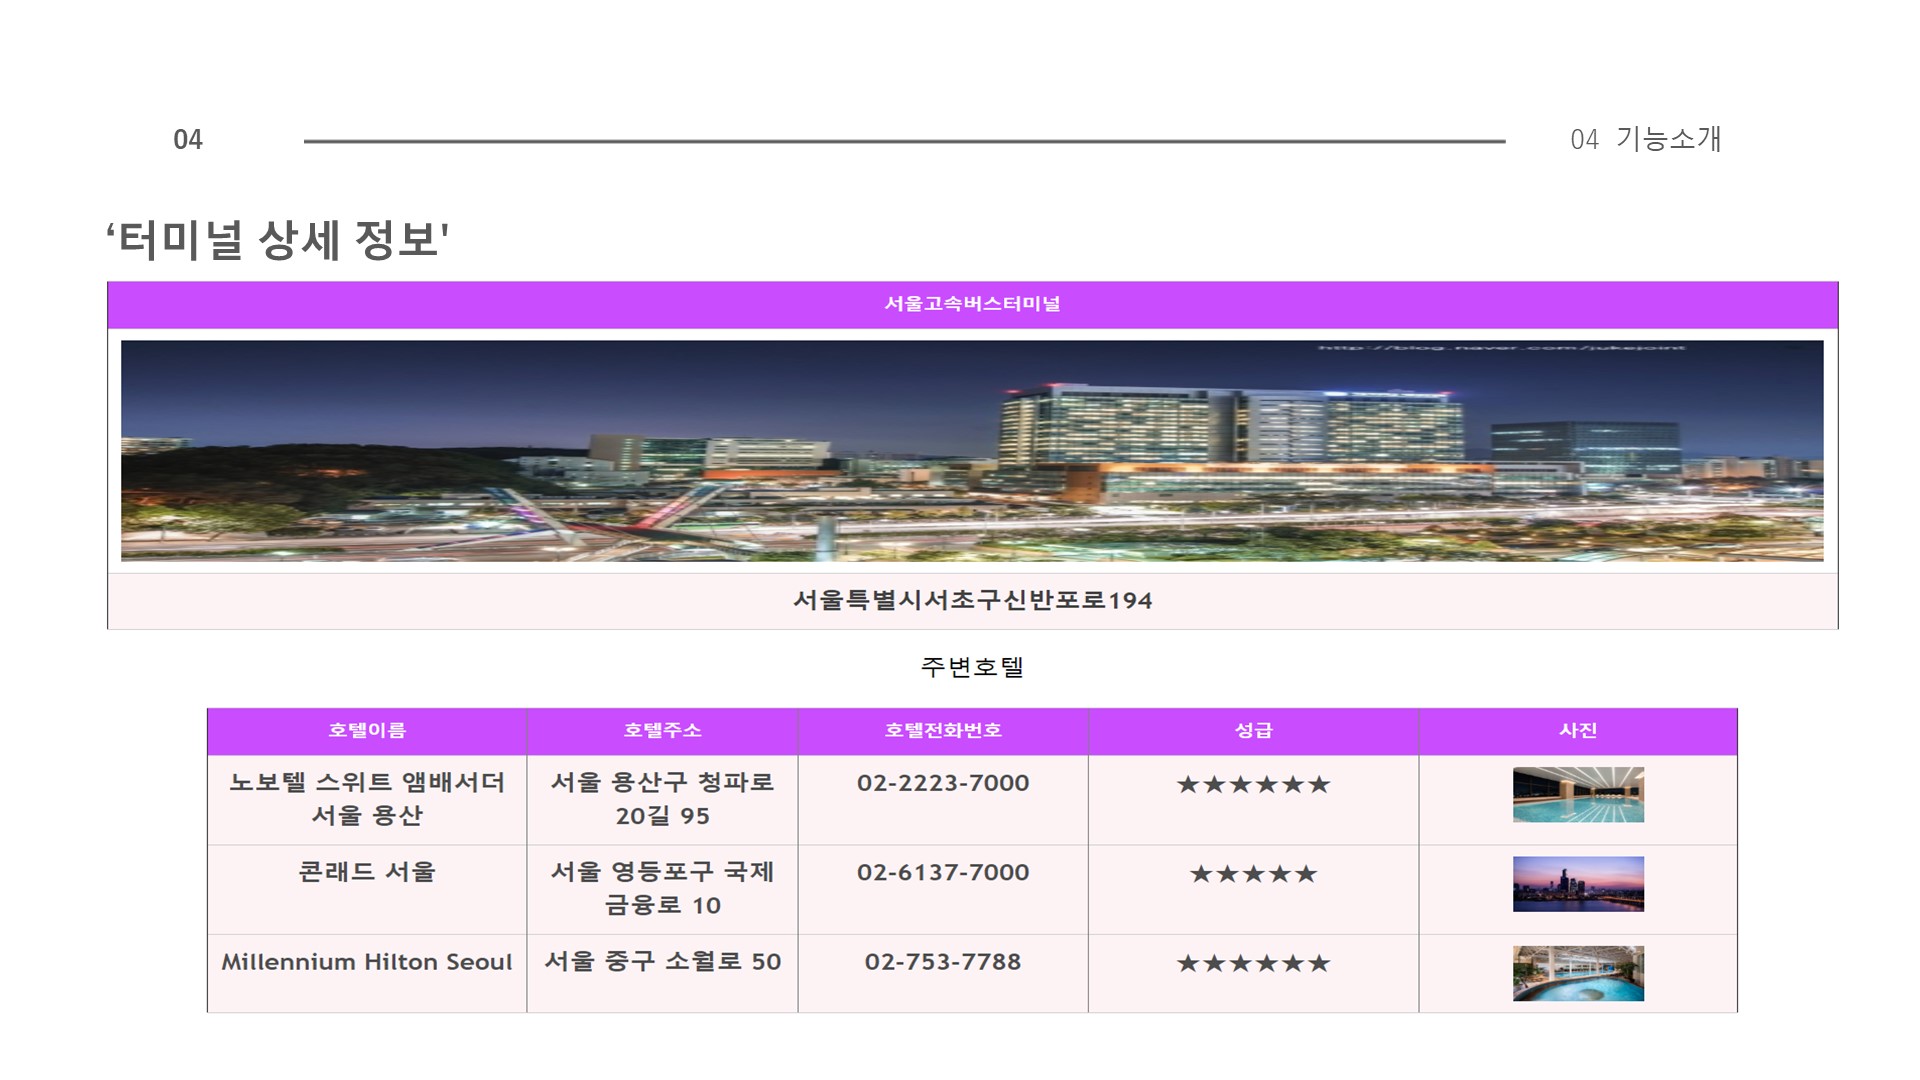 04
04 기능소개
‘터미널 상세 정보'
서울고속버스터미널
http://blog.naver.com/jukejoint
서울특별시서초구신반포로194
주변호텔
호텔이름 호텔주소 호텔전화번호 성급 사진
노보텔 스위트 앰배서더
서울 용산
서울 용산구 청파로
20길 95
02-2223-7000
★★★★★★
콘래드 서울
서울 영등포구 국제
금융로 10
02-6137-7000
★★★★★
Millennium Hilton Seoul
서울 중구 소월로 50
02-753-7788
★★★★★★